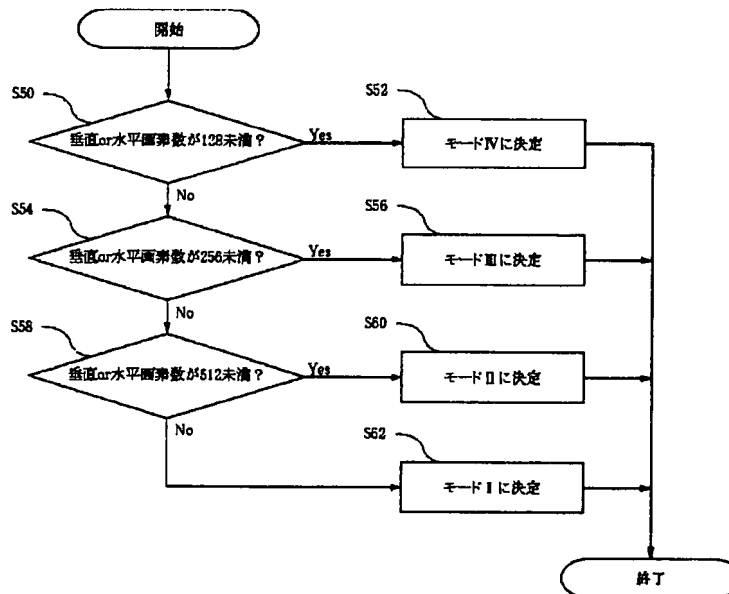 開始
S50
垂直or水平画素数が128未満？
Yes
S52
モードⅣに決定
No
S54
垂直or水平画素数が256未満？
Yes
S56
モードⅢに決定
No
S58
垂直or水平画素数が512未満？
Yes
S60
モードⅡに決定
No
S62
モードⅠに決定
終了